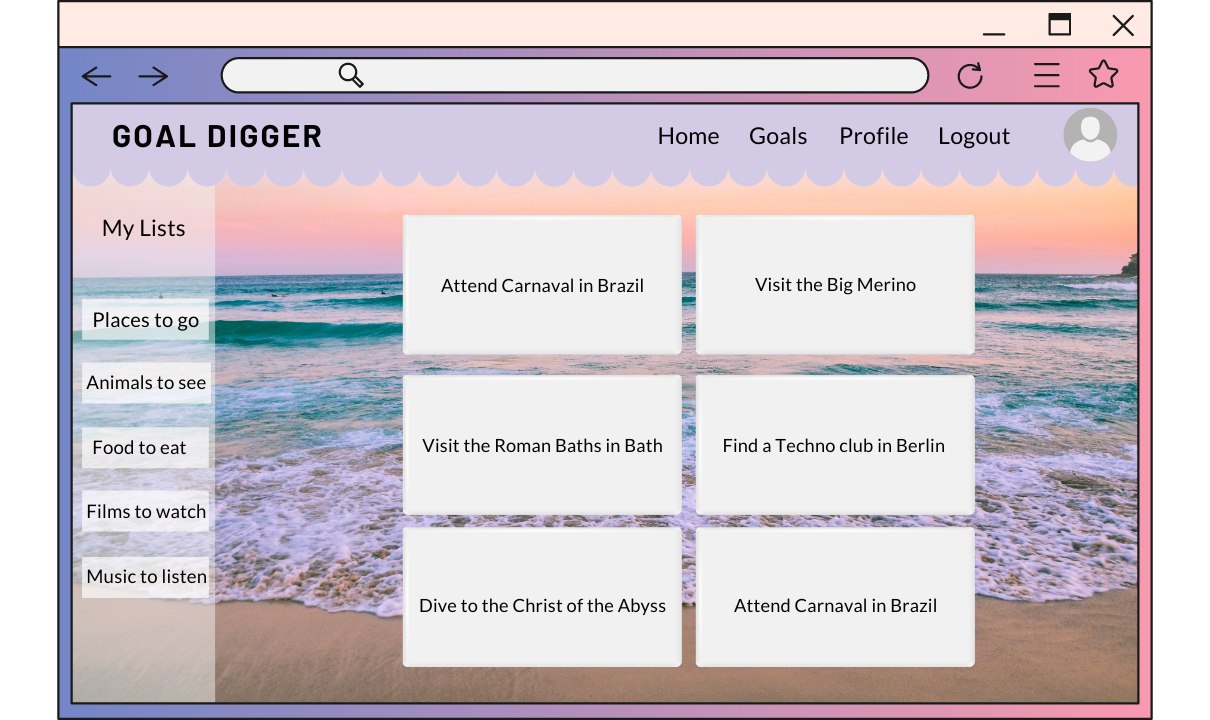 GOAL DIGGER
Home
Goals
Profile
Logout
My Lists
Places to go
Animals to see
Food to eat
Films to watch
Music to listen
Attend Carnaval in Brazil
Visit the Big Merino
Visit the Roman Baths in Bath
Find a Techno club in Berlin
Dive to the Christ of the Abyss
Attend Carnaval in Brazil